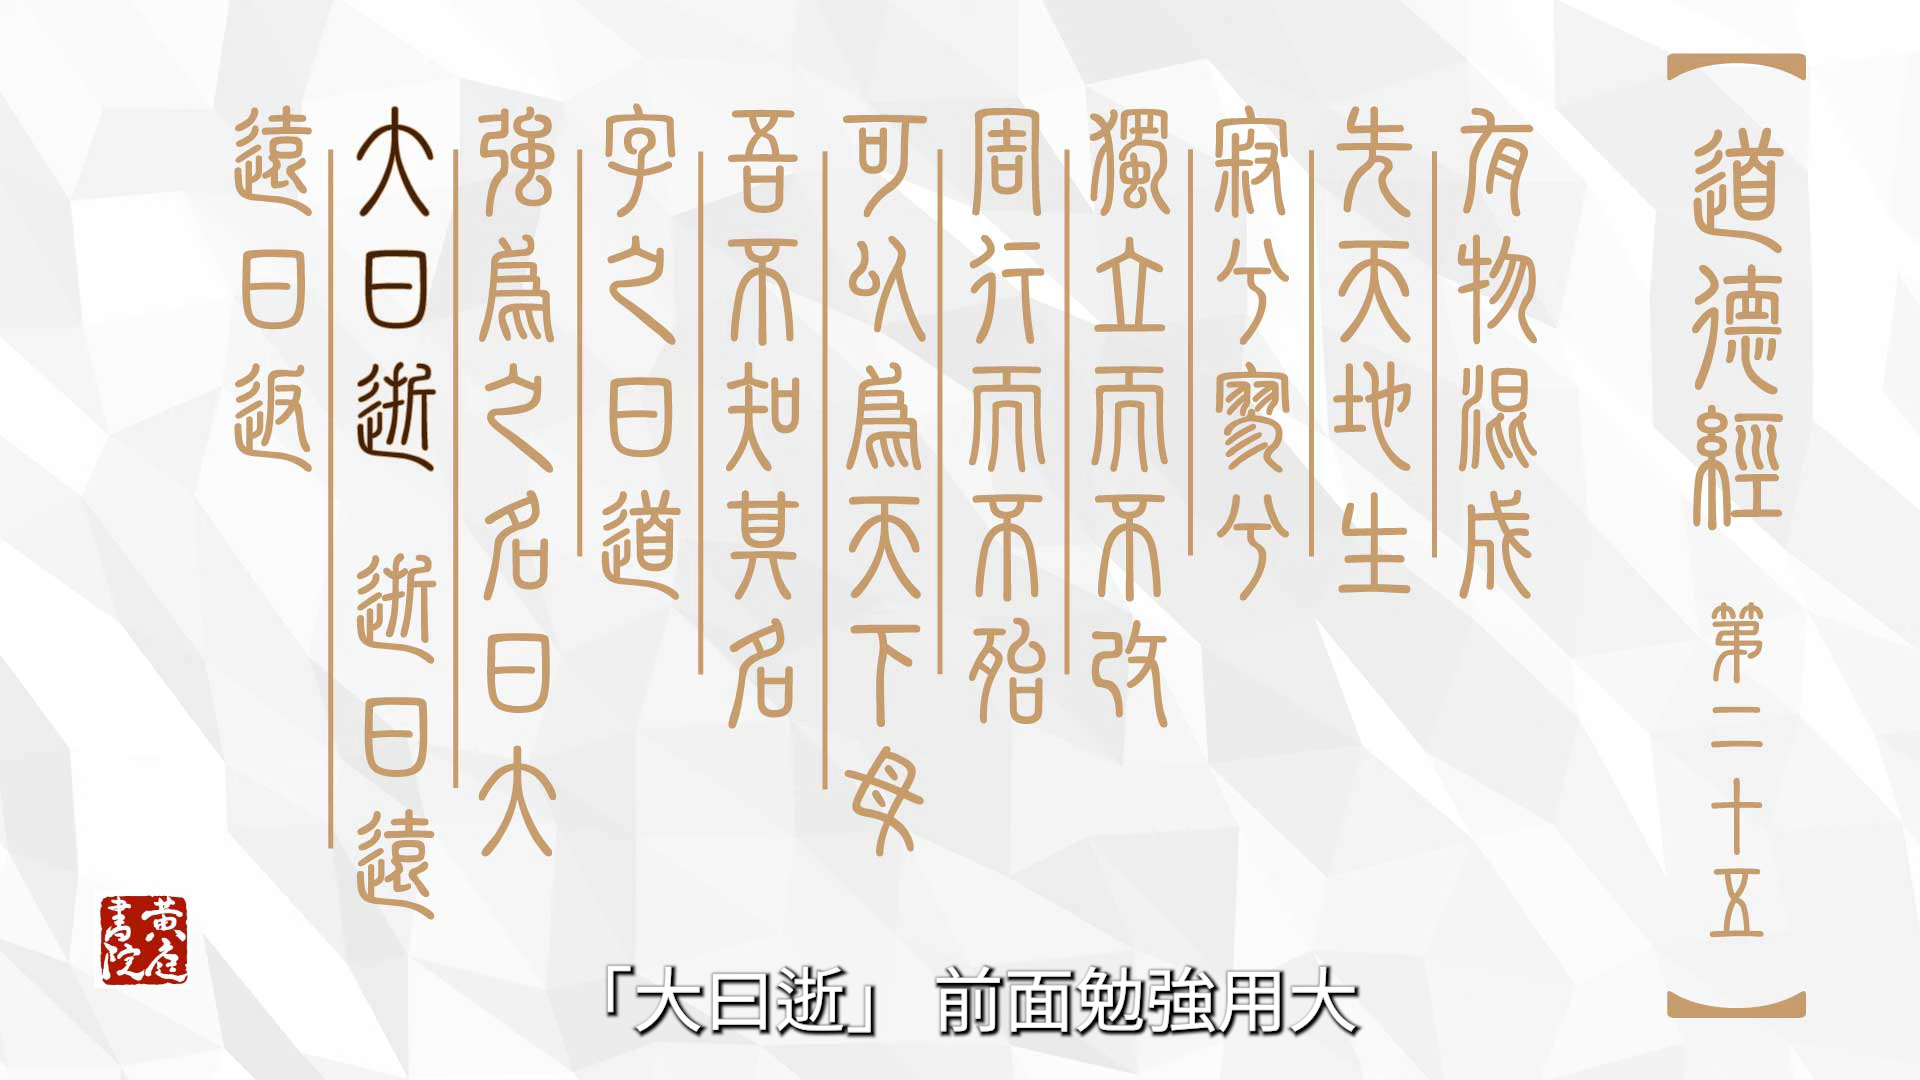 道德經 第二十五
有物混成
先天地生
寂兮寥兮
獨立而不改
周行而不殆
可以為天下母
吾不知其名
字之曰道
強為之名曰大
大曰逝 逝曰遠
遠曰返
黃庭書院
「大曰逝」 前面勉強用大